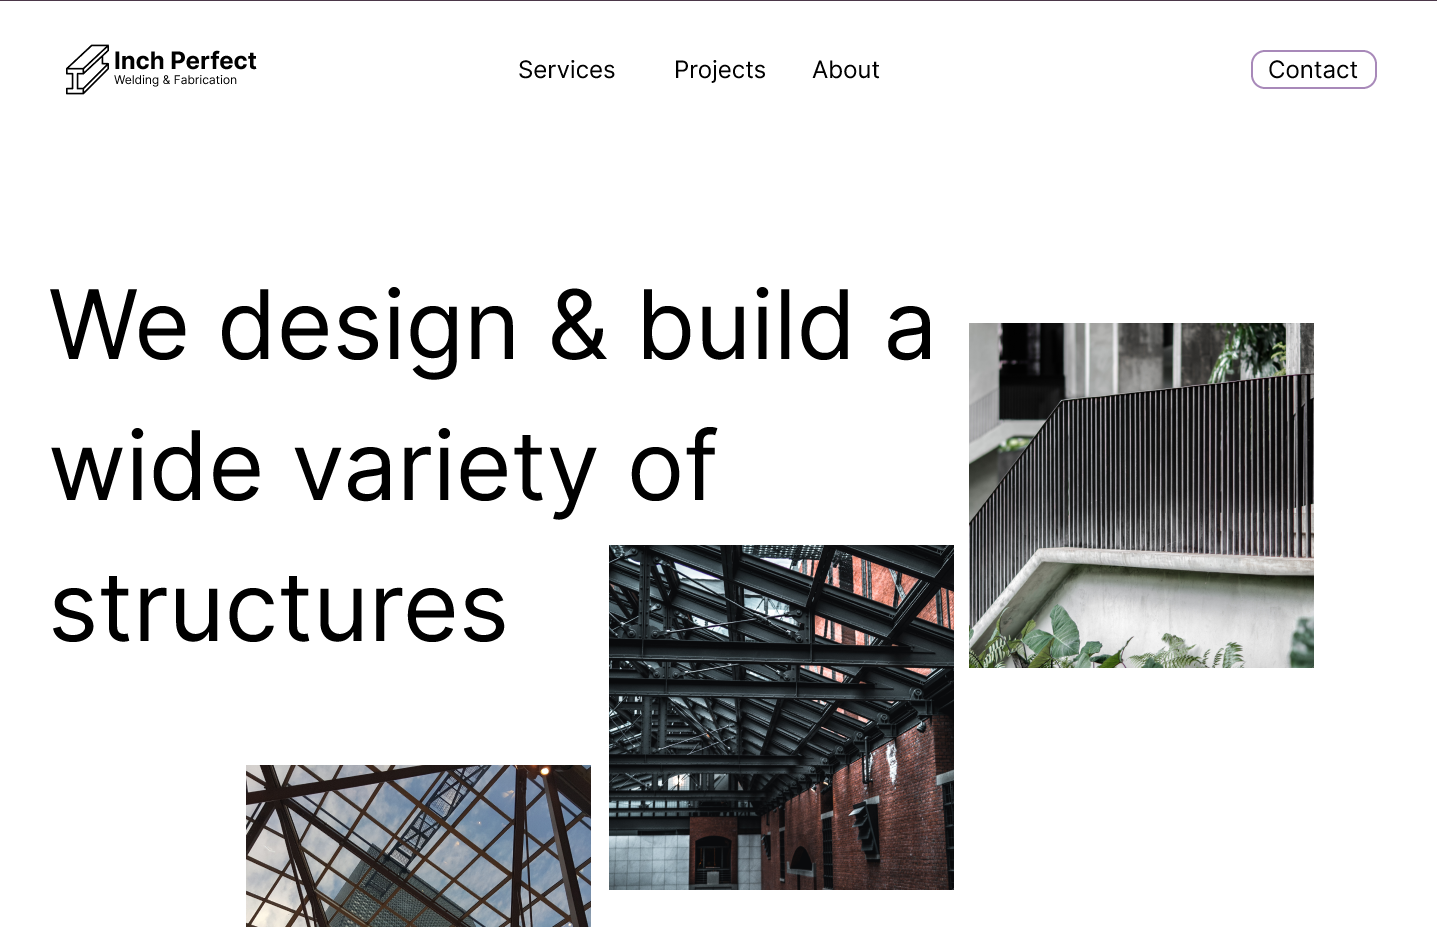 Inch Perfect
Welding & Fabrication
Services Projects About
Contact
We design & build a
wide variety of
structures